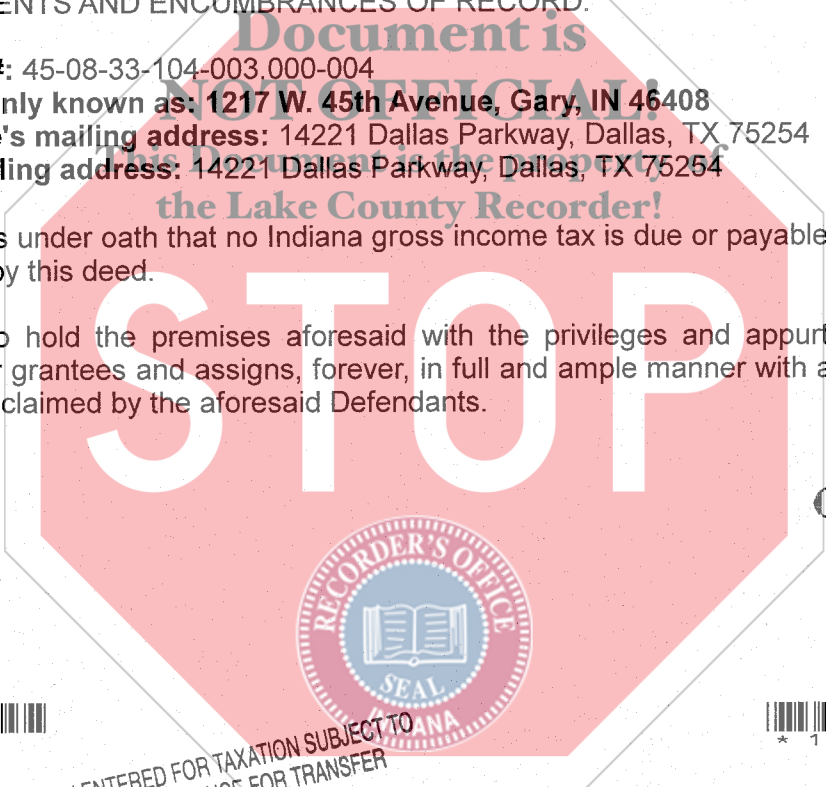 ENTS AND ENCUMBRANCES OF RECORD.
Document is
#: 45-08-33-104-003.000-004
NOT OFFICIAL!
nly known as: 1217 W. 45th Avenue, Gary, IN 46408
's mailing address: 14221 Dallas Parkway, Dallas, TX 75254
This Document is the property of
ling address: 14221 Dallas Parkway, Dallas, TX 75254
the Lake County Recorder!
s under oath that no Indiana gross income tax is due or payable
by this deed.
STOP
o hold the premises aforesaid with the privileges and appurt
grantees and assigns, forever, in full and ample manner with a
claimed by the aforesaid Defendants.
RECORDER'S OFFICE
SEAL
INDIANA
ENTERED FOR TAXATION SUBJECT TO
FOR TRANSFER
* 1